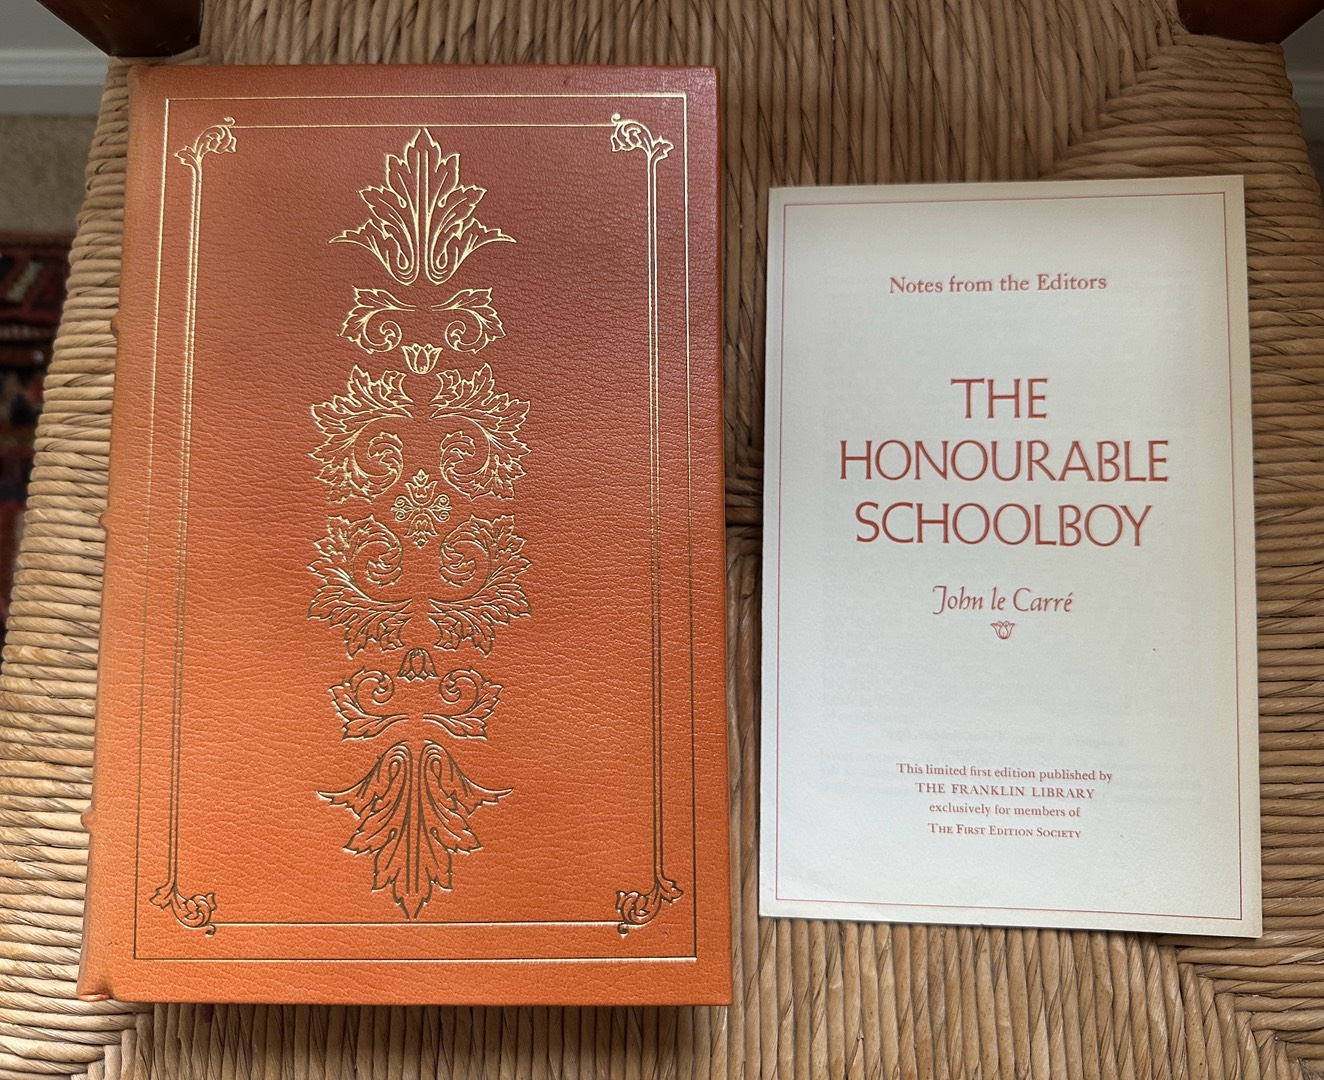 Notes from the Editors
THE
HONOURABLE
SCHOOLBOY
John le Carré
This limited first edition published by
THE FRANKLIN LIBRARY
exclusively for members of
THE FIRST EDITION SOCIETY